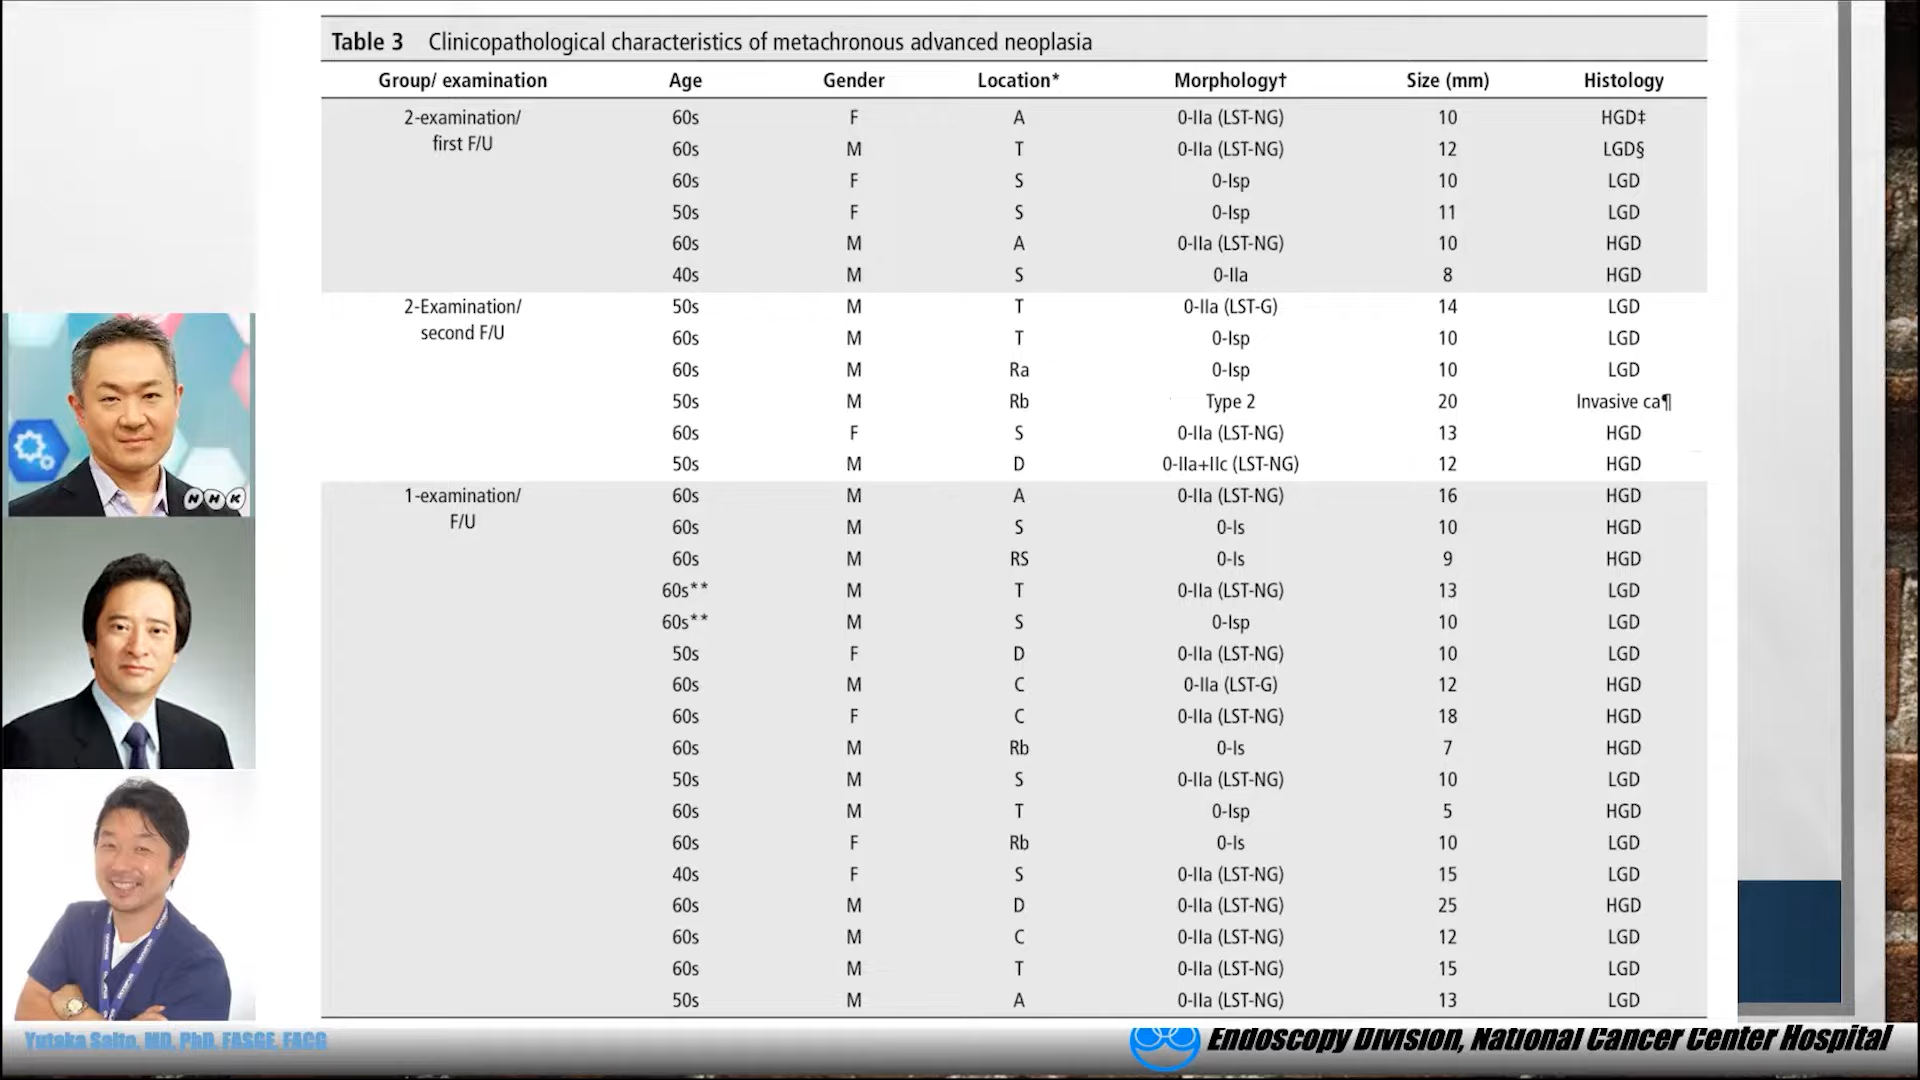 Table 3 Clinicopathological characteristics of metachronous advanced neoplasia
Group/ examination Age Gender Location* Morphology† Size (mm) Histology
2-examination/ 60s F A 0-IIa (LST-NG) 10 HGD‡
first F/U 60s M T 0-IIa (LST-NG) 12 LGD§
60s F S 0-Isp 10 LGD
50s F S 0-Isp 11 LGD
60s M A 0-IIa (LST-NG) 10 HGD
40s M S 0-IIa 8 HGD
2-Examination/ 50s M T 0-IIa (LST-G) 14 LGD
second F/U 60s M T 0-Isp 10 LGD
60s M Ra 0-Isp 10 LGD
50s M Rb Type 2 20 Invasive ca¶
60s F S 0-IIa (LST-NG) 13 HGD
50s M D 0-IIa+IIc (LST-NG) 12 HGD
1-examination/ 60s M A 0-IIa (LST-NG) 16 HGD
F/U 60s M S 0-Is 10 HGD
60s M RS 0-Is 9 HGD
60s** M T 0-IIa (LST-NG) 13 LGD
60s** M S 0-Isp 10 LGD
50s F D 0-IIa (LST-NG) 10 LGD
60s M C 0-IIa (LST-G) 12 HGD
60s F C 0-IIa (LST-NG) 18 HGD
60s M Rb 0-Is 7 HGD
50s M S 0-IIa (LST-NG) 10 LGD
60s M T 0-Isp 5 HGD
60s F Rb 0-Is 10 LGD
40s F S 0-IIa (LST-NG) 15 LGD
60s M D 0-IIa (LST-NG) 25 HGD
60s M C 0-IIa (LST-NG) 12 LGD
60s M T 0-IIa (LST-NG) 15 LGD
50s M A 0-IIa (LST-NG) 13 LGD
NHK
Yutaka Saito, MD, PhD, FASGE, FACG
Endoscopy Division, National Cancer Center Hospital